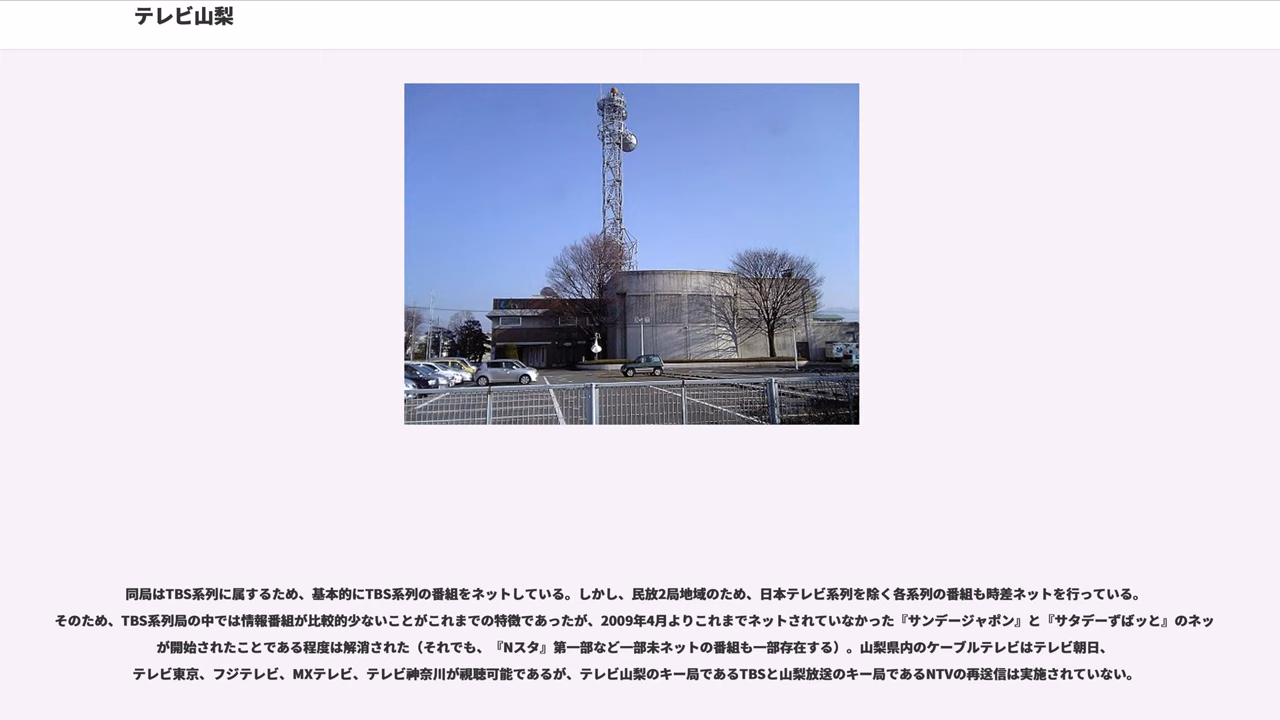 テレビ山梨
同局はTBS系列に属するため、基本的にTBS系列の番組をネットしている。しかし、民放2局地域のため、日本テレビ系列を除く各系列の番組も時差ネットを行っている。
そのため、TBS系列局の中では情報番組が比較的少ないことがこれまでの特徴であったが、2009年4月よりこれまでネットされていなかった『サンデージャポン』と『サタデーずばッと』のネッ
が開始されたことである程度は解消された（それでも、『Nスタ』第一部など一部未ネットの番組も一部存在する）。山梨県内のケーブルテレビはテレビ朝日、
テレビ東京、フジテレビ、MXテレビ、テレビ神奈川が視聴可能であるが、テレビ山梨のキー局であるTBSと山梨放送のキー局であるNTVの再送信は実施されていない。